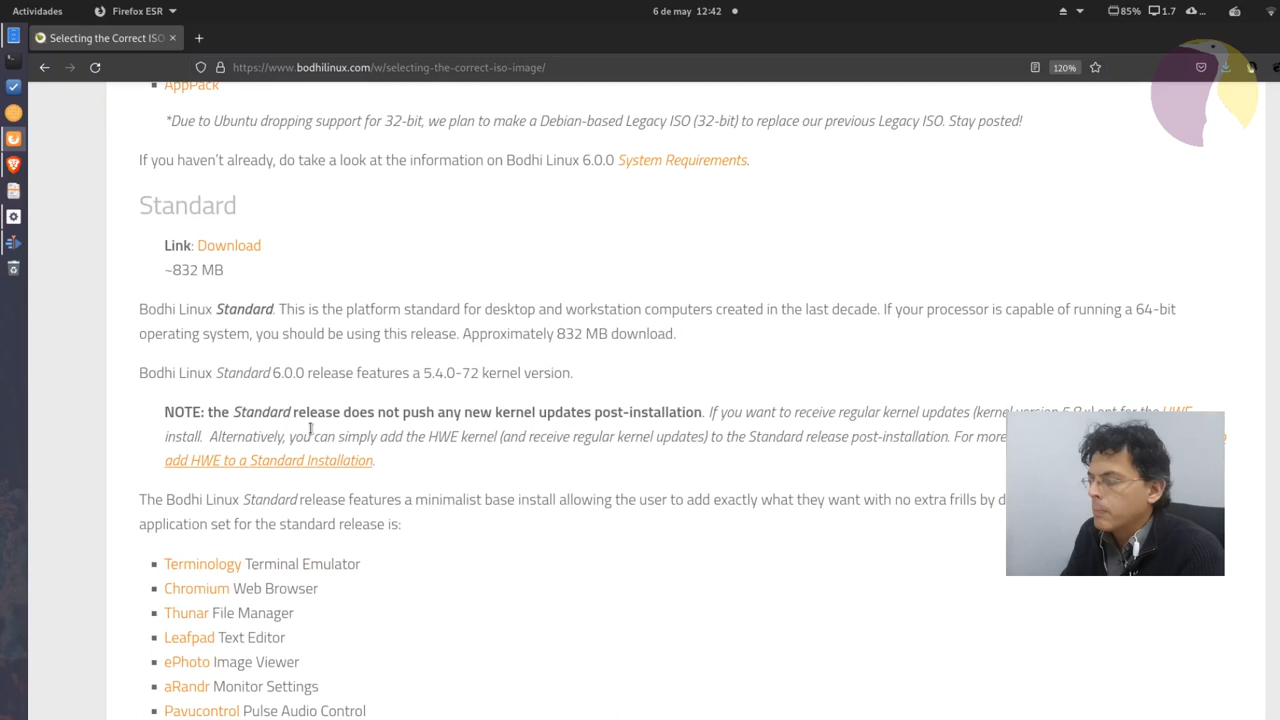 Actividades
Firefox ESR
6 de may 12:42
85%
1.7
Selecting the Correct ISO
https://www.bodhilinux.com/w/selecting-the-correct-iso-image/
120%
AppPack
*Due to Ubuntu dropping support for 32-bit, we plan to make a Debian-based Legacy ISO (32-bit) to replace our previous Legacy ISO. Stay posted!
If you haven't already, do take a look at the information on Bodhi Linux 6.0.0 System Requirements.
Standard
Link: Download
~832 MB
Bodhi Linux Standard. This is the platform standard for desktop and workstation computers created in the last decade. If your processor is capable of running a 64-bit
operating system, you should be using this release. Approximately 832 MB download.
Bodhi Linux Standard 6.0.0 release features a 5.4.0-72 kernel version.
NOTE: the Standard release does not push any new kernel updates post-installation. If you want to receive regular kernel updates (kernel version 5.8.x) opt for the HWE
install. Alternatively, you can simply add the HWE kernel (and receive regular kernel updates) to the Standard release post-installation. For more
add HWE to a Standard Installation.
The Bodhi Linux Standard release features a minimalist base install allowing the user to add exactly what they want with no extra frills by
application set for the standard release is:
Terminology Terminal Emulator
Chromium Web Browser
Thunar File Manager
Leafpad Text Editor
ePhoto Image Viewer
aRandr Monitor Settings
Pavucontrol Pulse Audio Control